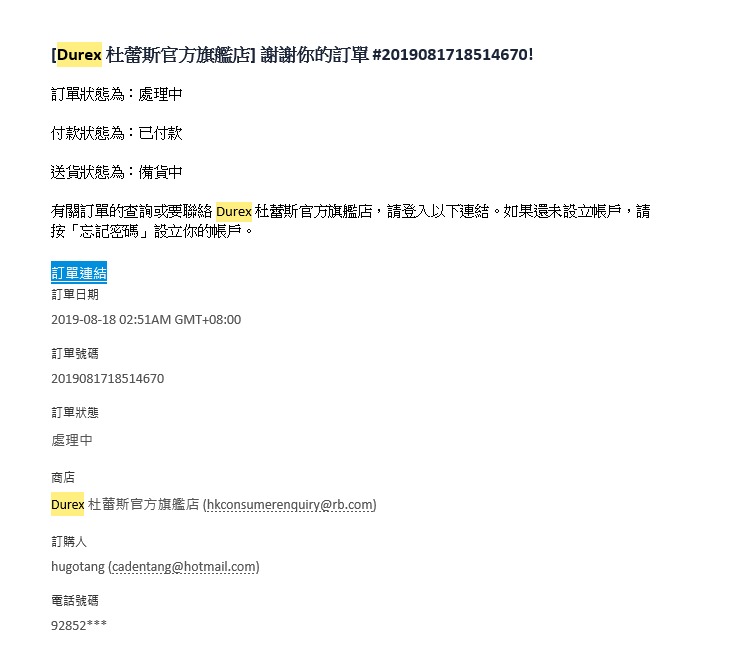 [Durex 杜蕾斯官方旗艦店] 謝謝你的訂單 #2019081718514670!
訂單狀態為：處理中
付款狀態為：已付款
送貨狀態為：備貨中
有關訂單的查詢或要聯絡 Durex 杜蕾斯官方旗艦店，請登入以下連結。如果還未設立帳戶，請
按「忘記密碼」設立你的帳戶。
訂單連結
訂單日期
2019-08-18 02:51AM GMT+08:00
訂單號碼
2019081718514670
訂單狀態
處理中
商店
Durex 杜蕾斯官方旗艦店 (hkconsumerenquiry@rb.com)
訂購人
hugotang (cadentang@hotmail.com)
電話號碼
92852***